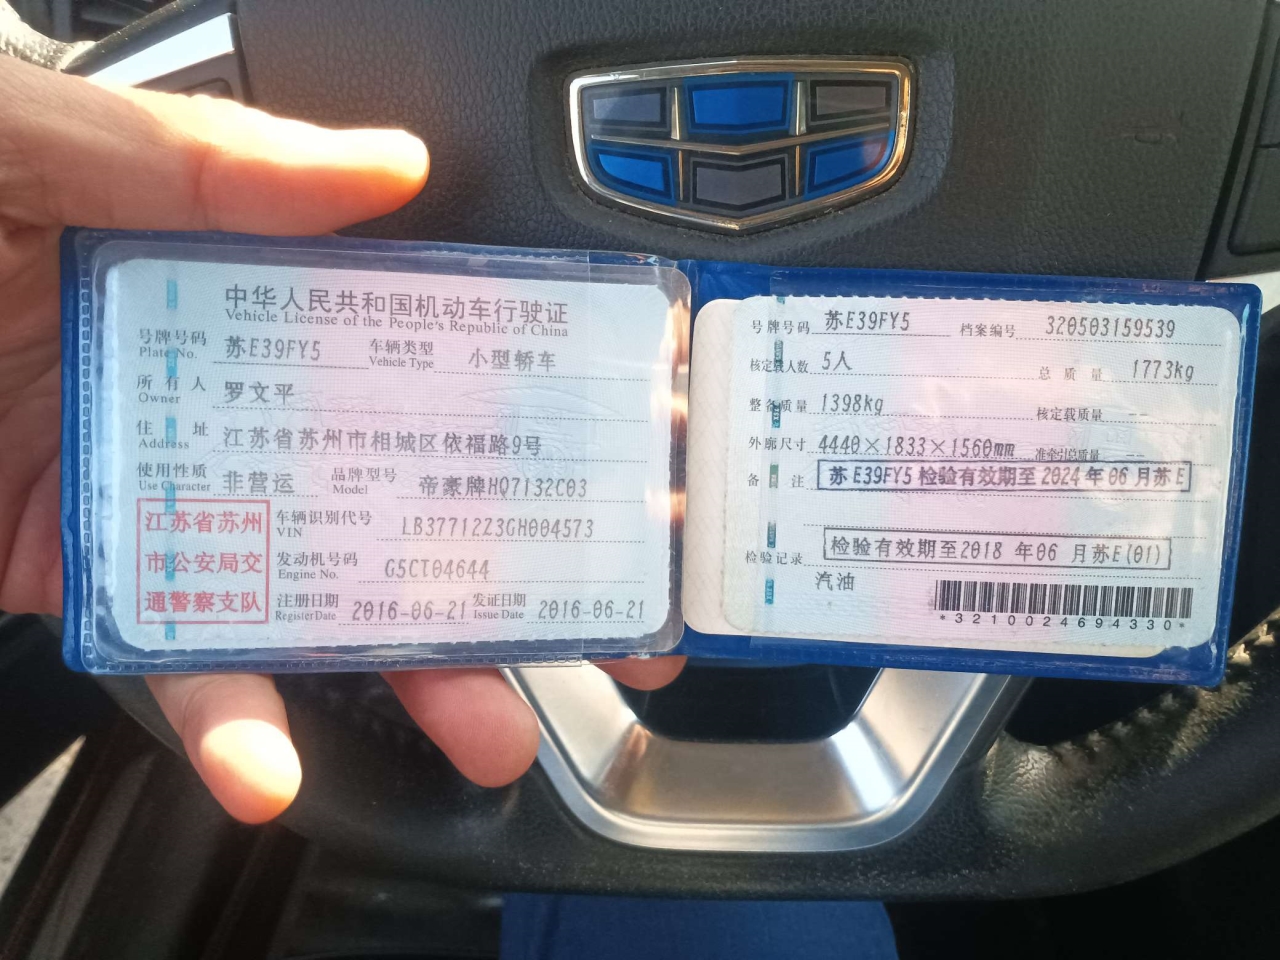 中华人民共和国机动车行驶证
Vehicle License of the People's Republic of China
号牌号码 苏E39FY5 车辆类型 小型轿车
Plate No. Vehicle Type
所有人 罗文平
Owner
住址 江苏省苏州市相城区依福路9号
Address
使用性质 非营运 品牌型号 帝豪牌HQ7132C03
Use Character Model
江苏省苏州
市公安局交
通警察支队
车辆识别代号 LB37712Z3GH004573
VIN
发动机号码 G5CT04644
Engine No.
注册日期 2016-06-21 发证日期 2016-06-21
Register Date Issue Date
号牌号码 苏E39FY5 档案编号 320503159539
核定载人数 5人 总质量 1773kg
整备质量 1398kg 核定载质量 --
外廓尺寸 4440×1833×1560mm 准牵引总质量 --
备注 苏E39FY5 检验有效期至2024年06月苏E
检验记录 检验有效期至2018年06月苏E(01)
汽油
*3210024694330*